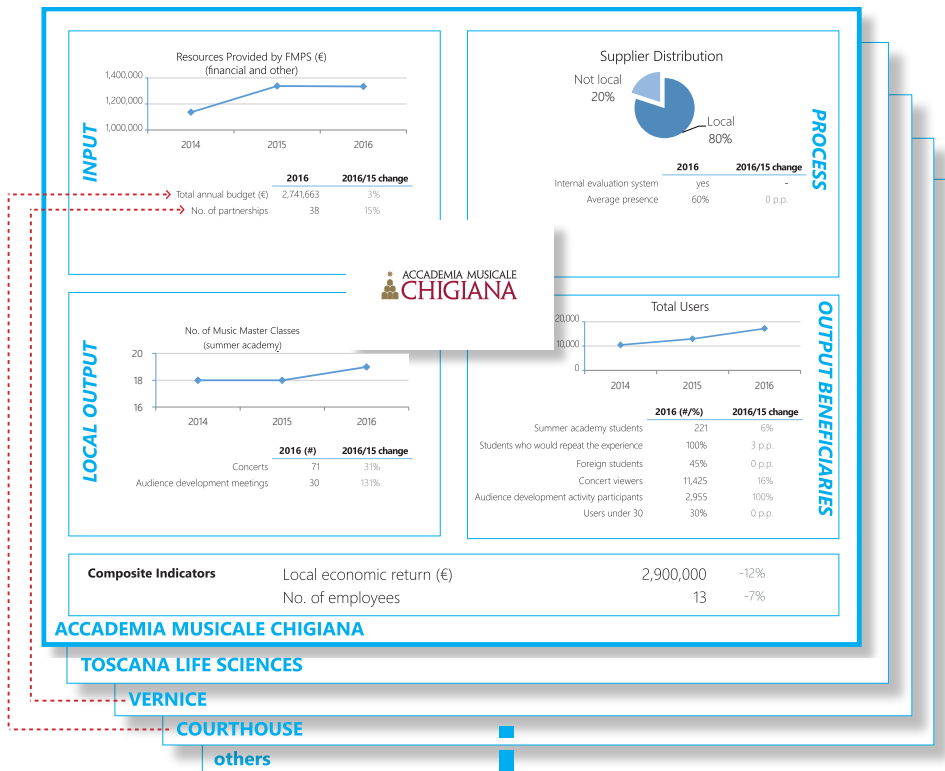 Resources Provided by FMPS (€)
(financial and other)
1,400,000
1,200,000
1,000,000
2014 2015 2016
INPUT
2016 2016/15 change
Total annual budget (€) 2,741,663 3%
No. of partnerships 38 15%
Supplier Distribution
Not local
20%
Local
80%
PROCESS
2016 2016/15 change
Internal evaluation system yes -
Average presence 60% 0 p.p.
ACCADEMIA MUSICALE
CHIGIANA
No. of Music Master Classes
(summer academy)
20
18
16
2014 2015 2016
LOCAL OUTPUT
2016 (#) 2016/15 change
Concerts 71 31%
Audience development meetings 30 131%
Total Users
20,000
10,000
0
2014 2015 2016
OUTPUT BENEFICIARIES
2016 (#/%) 2016/15 change
Summer academy students 221 6%
Students who would repeat the experience 100% 3 p.p.
Foreign students 45% 0 p.p.
Concert viewers 11,425 16%
Audience development activity participants 2,955 100%
Users under 30 30% 0 p.p.
Composite Indicators Local economic return (€) 2,900,000 -12%
No. of employees 13 -7%
ACCADEMIA MUSICALE CHIGIANA
TOSCANA LIFE SCIENCES
VERNICE
COURTHOUSE
others